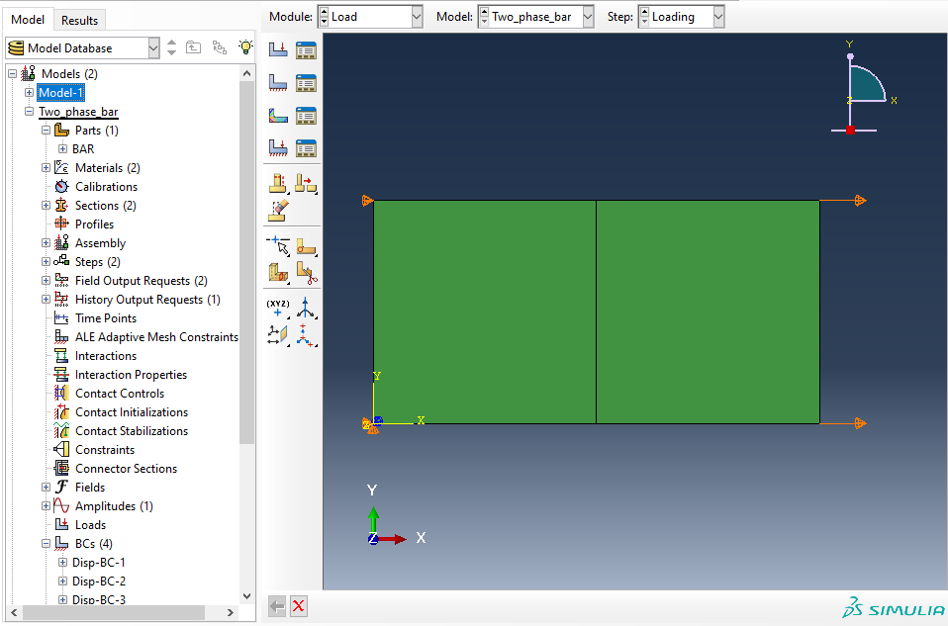 Model Results
Module: Load Model: Two_phase_bar Step: Loading
Model Database
Models (2)
Model-1
Two_phase_bar
Parts (1)
BAR
Materials (2)
Calibrations
Sections (2)
Profiles
Assembly
Steps (2)
Field Output Requests (2)
History Output Requests (1)
Time Points
ALE Adaptive Mesh Constraints
Interactions
Interaction Properties
Contact Controls
Contact Initializations
Contact Stabilizations
Constraints
Connector Sections
Fields
Amplitudes (1)
Loads
BCs (4)
Disp-BC-1
Disp-BC-2
Disp-BC-3
(XYZ)
Y
Z X
Y
Z X
Y
Z X
SIMULIA